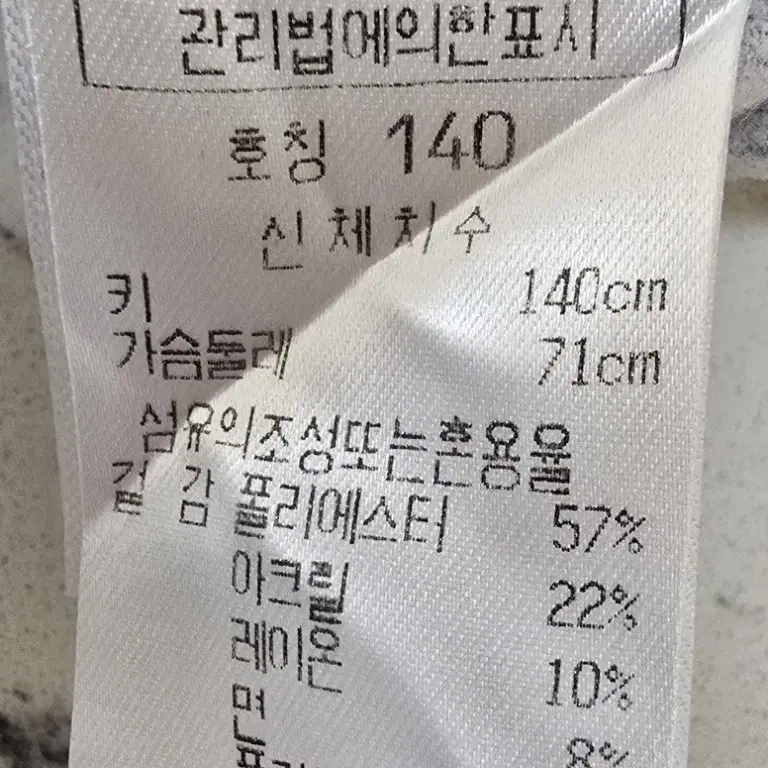 관리법에의한표시
호칭 140
신체치수
키 140cm
가슴둘레 71cm
섬유의조성또는혼용율
겉 감 폴리에스터 57%
아크릴 22%
레이온 10%
면 8%